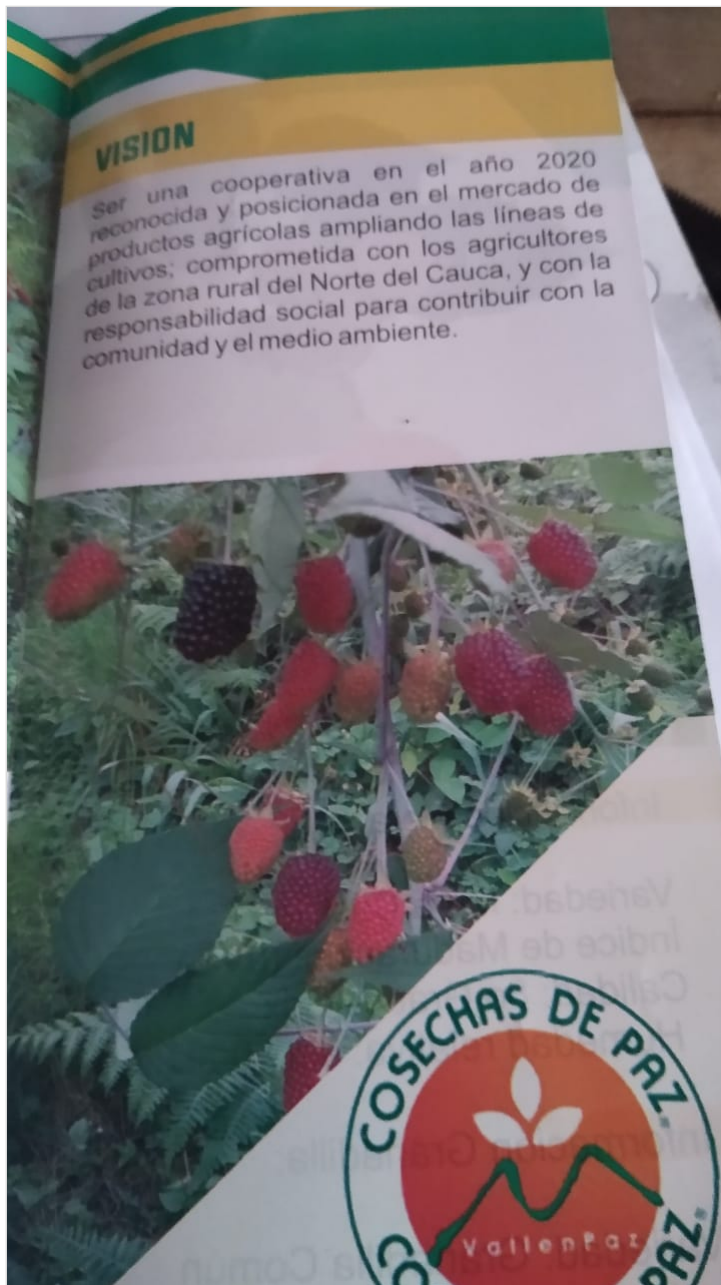 VISION
Ser una cooperativa en el año 2020
reconocida y posicionada en el mercado de
productos agrícolas ampliando las líneas de
cultivos; comprometida con los agricultores
de la zona rural del Norte del Cauca, y con la
responsabilidad social para contribuir con la
comunidad y el medio ambiente.
Variedad.
Índice de
COSECHAS DE PAZ.
VallenPaz
PAZ.